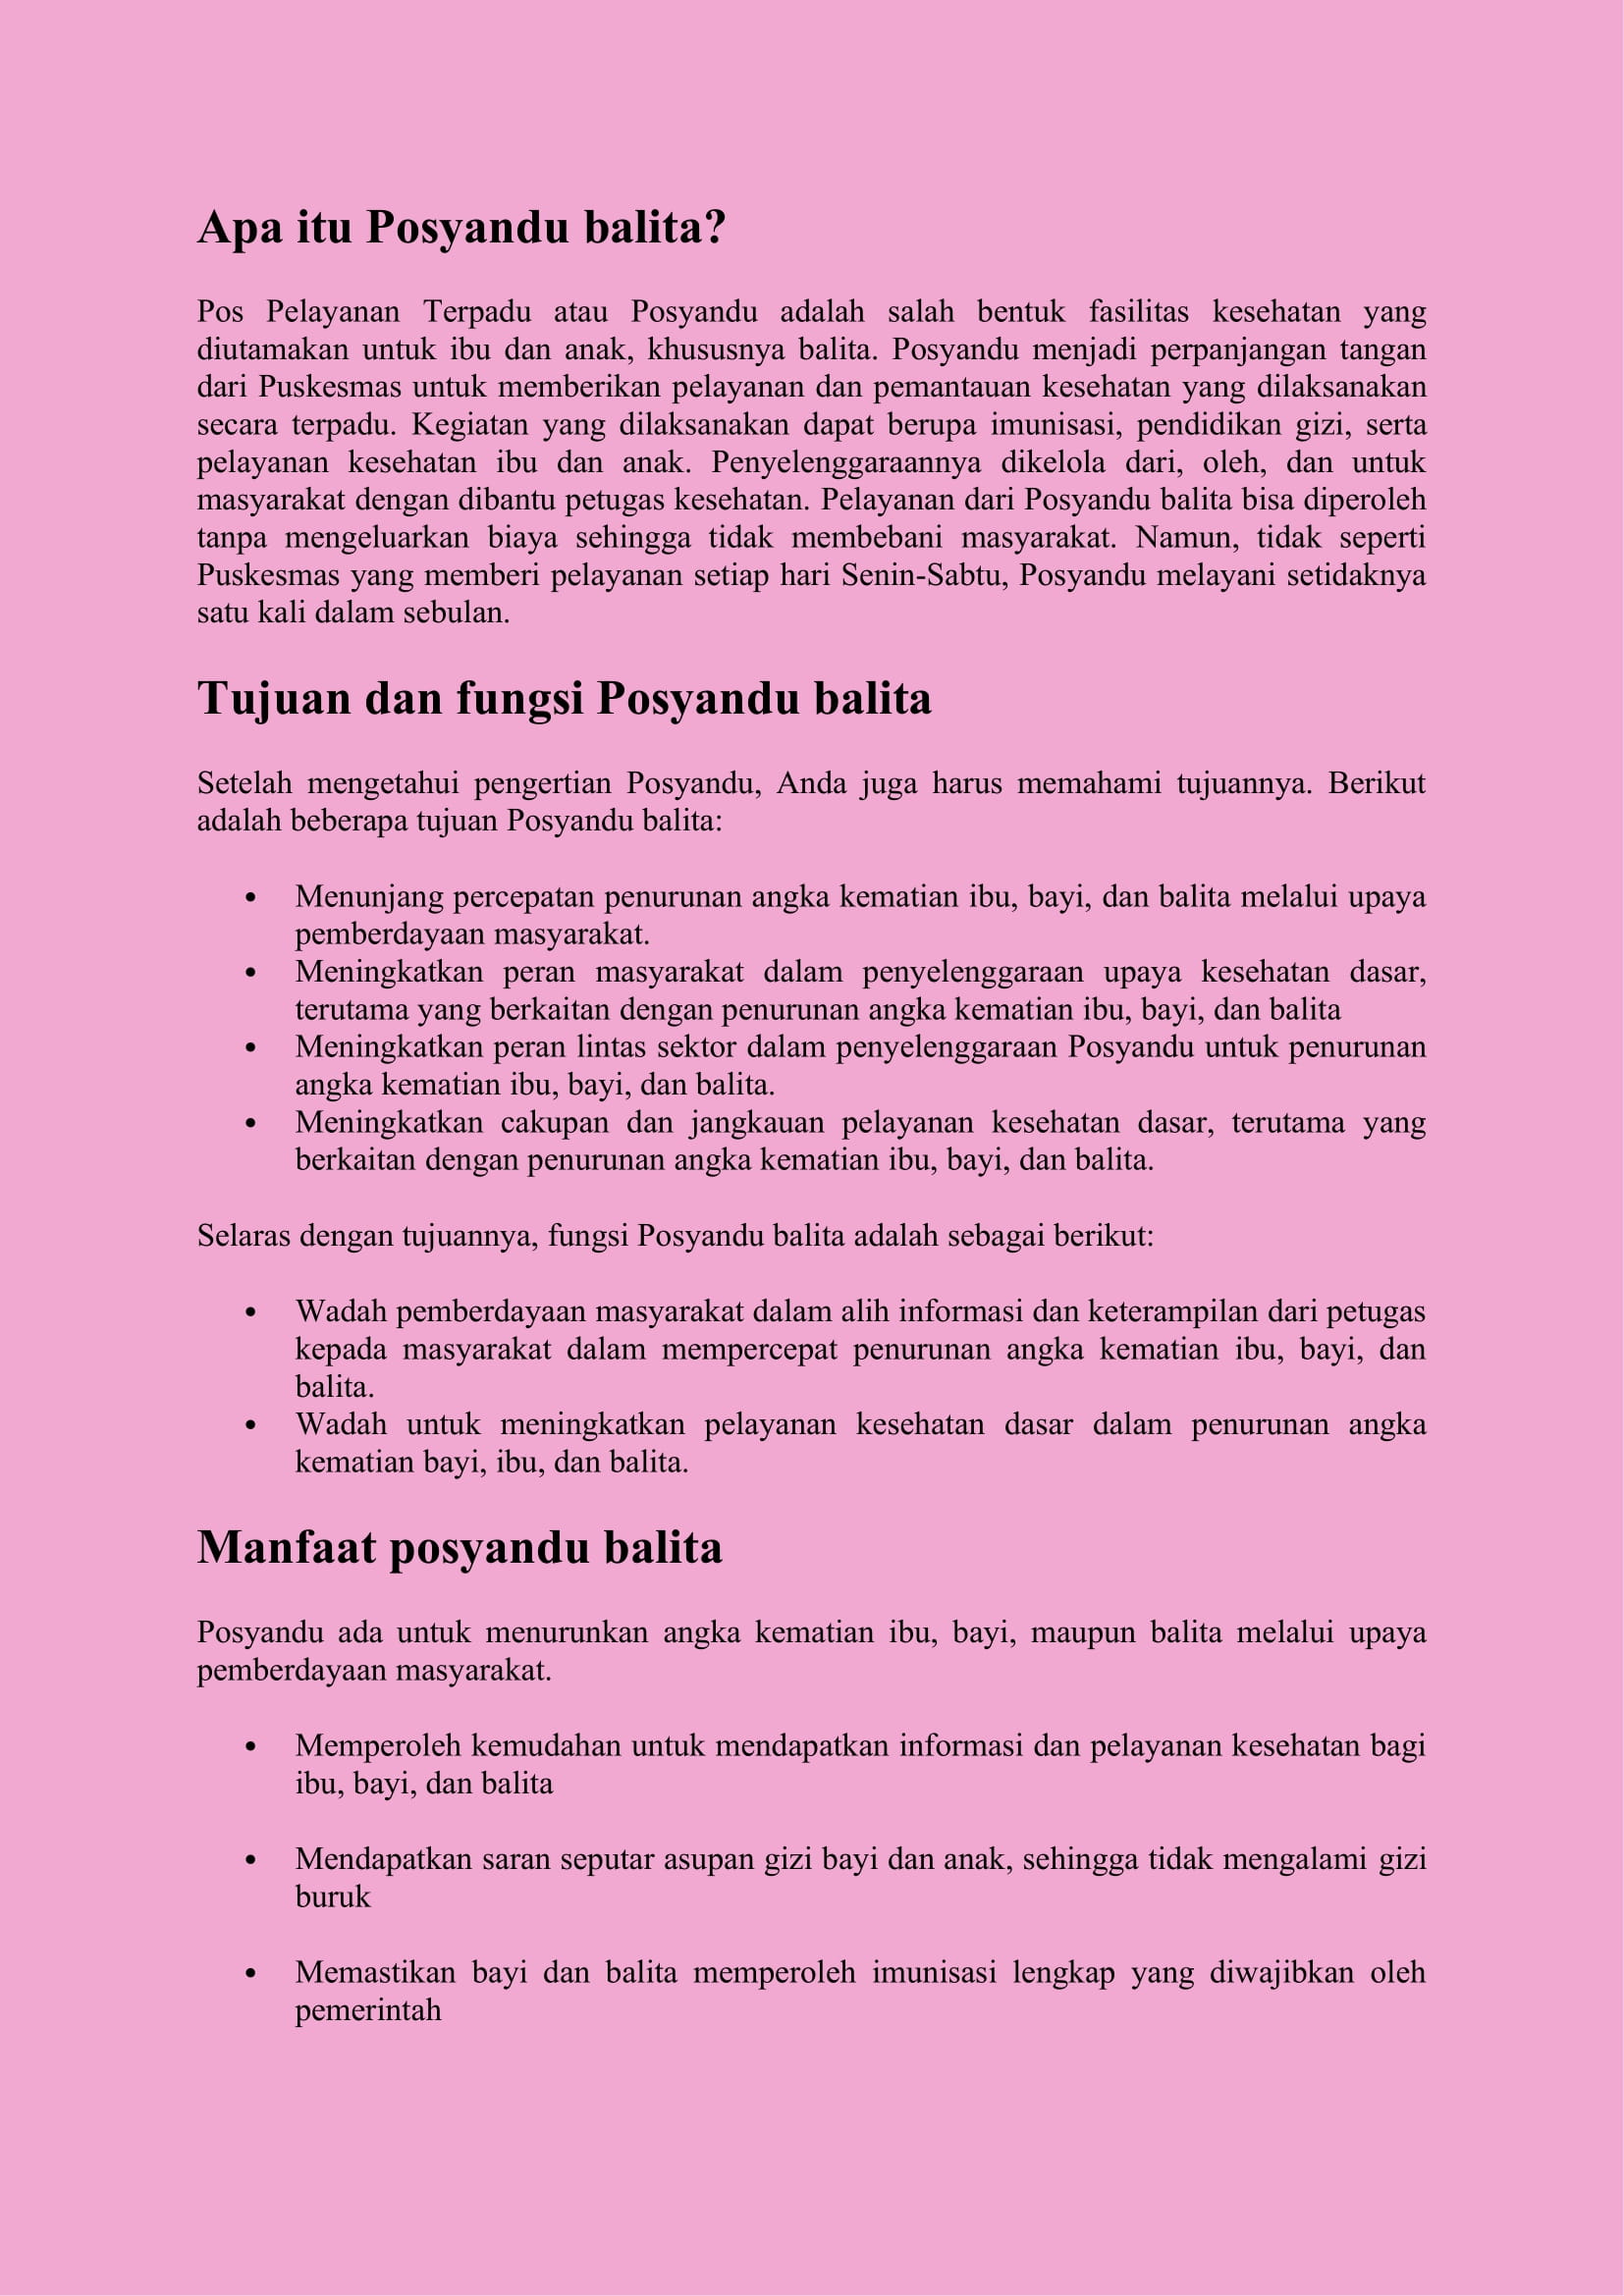 Apa itu Posyandu balita?
Pos Pelayanan Terpadu atau Posyandu adalah salah bentuk fasilitas kesehatan yang
diutamakan untuk ibu dan anak, khususnya balita. Posyandu menjadi perpanjangan tangan
dari Puskesmas untuk memberikan pelayanan dan pemantauan kesehatan yang dilaksanakan
secara terpadu. Kegiatan yang dilaksanakan dapat berupa imunisasi, pendidikan gizi, serta
pelayanan kesehatan ibu dan anak. Penyelenggaraannya dikelola dari, oleh, dan untuk
masyarakat dengan dibantu petugas kesehatan. Pelayanan dari Posyandu balita bisa diperoleh
tanpa mengeluarkan biaya sehingga tidak membebani masyarakat. Namun, tidak seperti
Puskesmas yang memberi pelayanan setiap hari Senin-Sabtu, Posyandu melayani setidaknya
satu kali dalam sebulan.
Tujuan dan fungsi Posyandu balita
Setelah mengetahui pengertian Posyandu, Anda juga harus memahami tujuannya. Berikut
adalah beberapa tujuan Posyandu balita:
• Menunjang percepatan penurunan angka kematian ibu, bayi, dan balita melalui upaya
pemberdayaan masyarakat.
• Meningkatkan peran masyarakat dalam penyelenggaraan upaya kesehatan dasar,
terutama yang berkaitan dengan penurunan angka kematian ibu, bayi, dan balita
• Meningkatkan peran lintas sektor dalam penyelenggaraan Posyandu untuk penurunan
angka kematian ibu, bayi, dan balita.
• Meningkatkan cakupan dan jangkauan pelayanan kesehatan dasar, terutama yang
berkaitan dengan penurunan angka kematian ibu, bayi, dan balita.
Selaras dengan tujuannya, fungsi Posyandu balita adalah sebagai berikut:
• Wadah pemberdayaan masyarakat dalam alih informasi dan keterampilan dari petugas
kepada masyarakat dalam mempercepat penurunan angka kematian ibu, bayi, dan
balita.
• Wadah untuk meningkatkan pelayanan kesehatan dasar dalam penurunan angka
kematian bayi, ibu, dan balita.
Manfaat posyandu balita
Posyandu ada untuk menurunkan angka kematian ibu, bayi, maupun balita melalui upaya
pemberdayaan masyarakat.
• Memperoleh kemudahan untuk mendapatkan informasi dan pelayanan kesehatan bagi
ibu, bayi, dan balita
• Mendapatkan saran seputar asupan gizi bayi dan anak, sehingga tidak mengalami gizi
buruk
• Memastikan bayi dan balita memperoleh imunisasi lengkap yang diwajibkan oleh
pemerintah